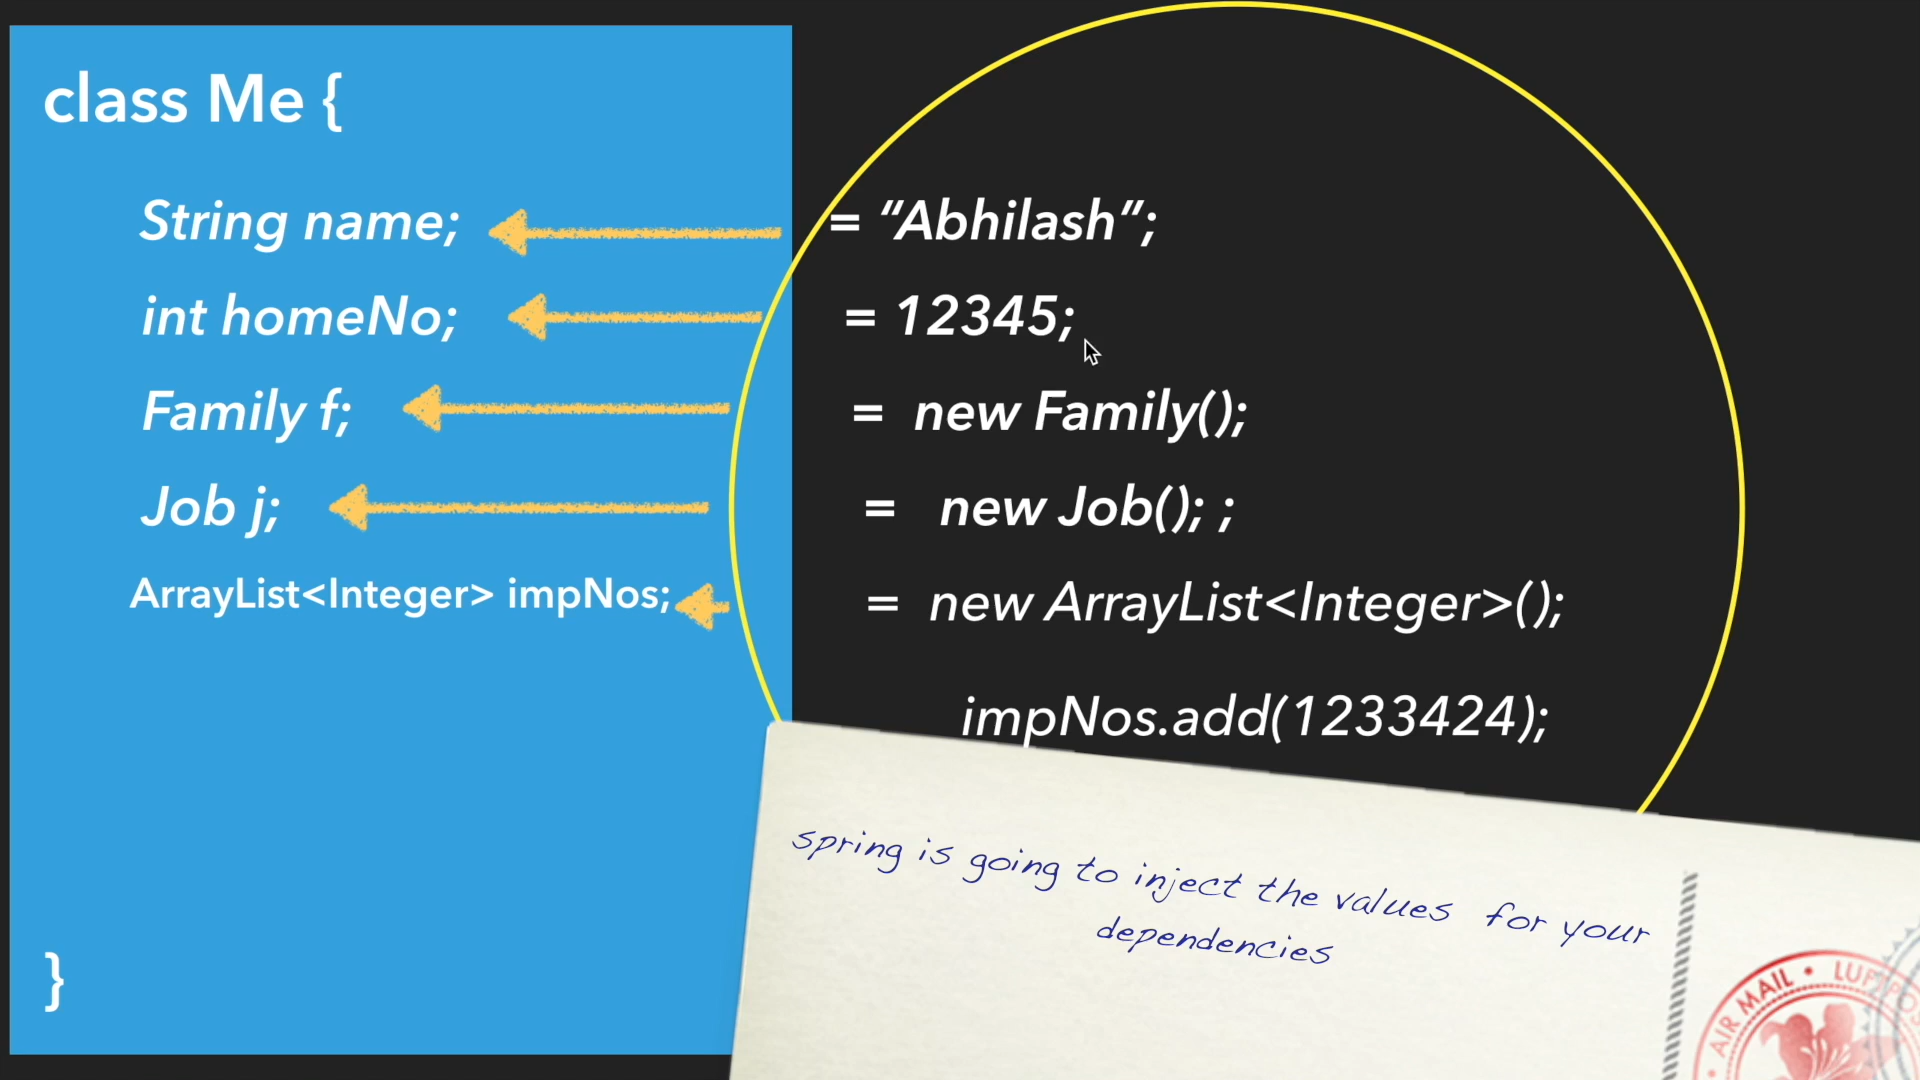 class Me {
String name; = “Abhilash”;
int homeNo; = 12345;
Family f; = new Family();
Job j; = new Job(); ;
ArrayList<Integer> impNos; = new ArrayList<Integer>();
impNos.add(1233424);
spring is going to inject the values for your
dependencies
}
AIR MAIL •